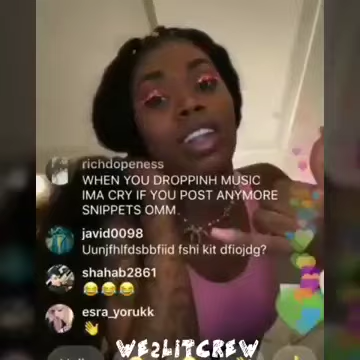 richdopeness
WHEN YOU DROPPINH MUSIC
IMA CRY IF YOU POST ANYMORE
SNIPPETS OMM.
javid0098
Uunjfhlfdsbbfiid fshi kit dfiojdg?
shahab2861
😂😂😂
esra_yorukk
👋
WE2LITCREW